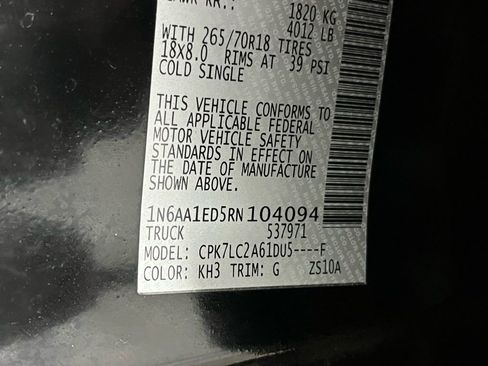 GAWR RR.: 1820 KG
4012 LB
WITH 265/70R18 TIRES
18X8.0 RIMS AT 39 PSI
COLD SINGLE
THIS VEHICLE CONFORMS TO
ALL APPLICABLE FEDERAL
MOTOR VEHICLE SAFETY
STANDARDS IN EFFECT ON
THE DATE OF MANUFACTURE
SHOWN ABOVE.
1N6AA1ED5RN104094
TRUCK 537971
MODEL: CPK7LC2A61DU5----F
COLOR: KH3 TRIM: G ZS10A